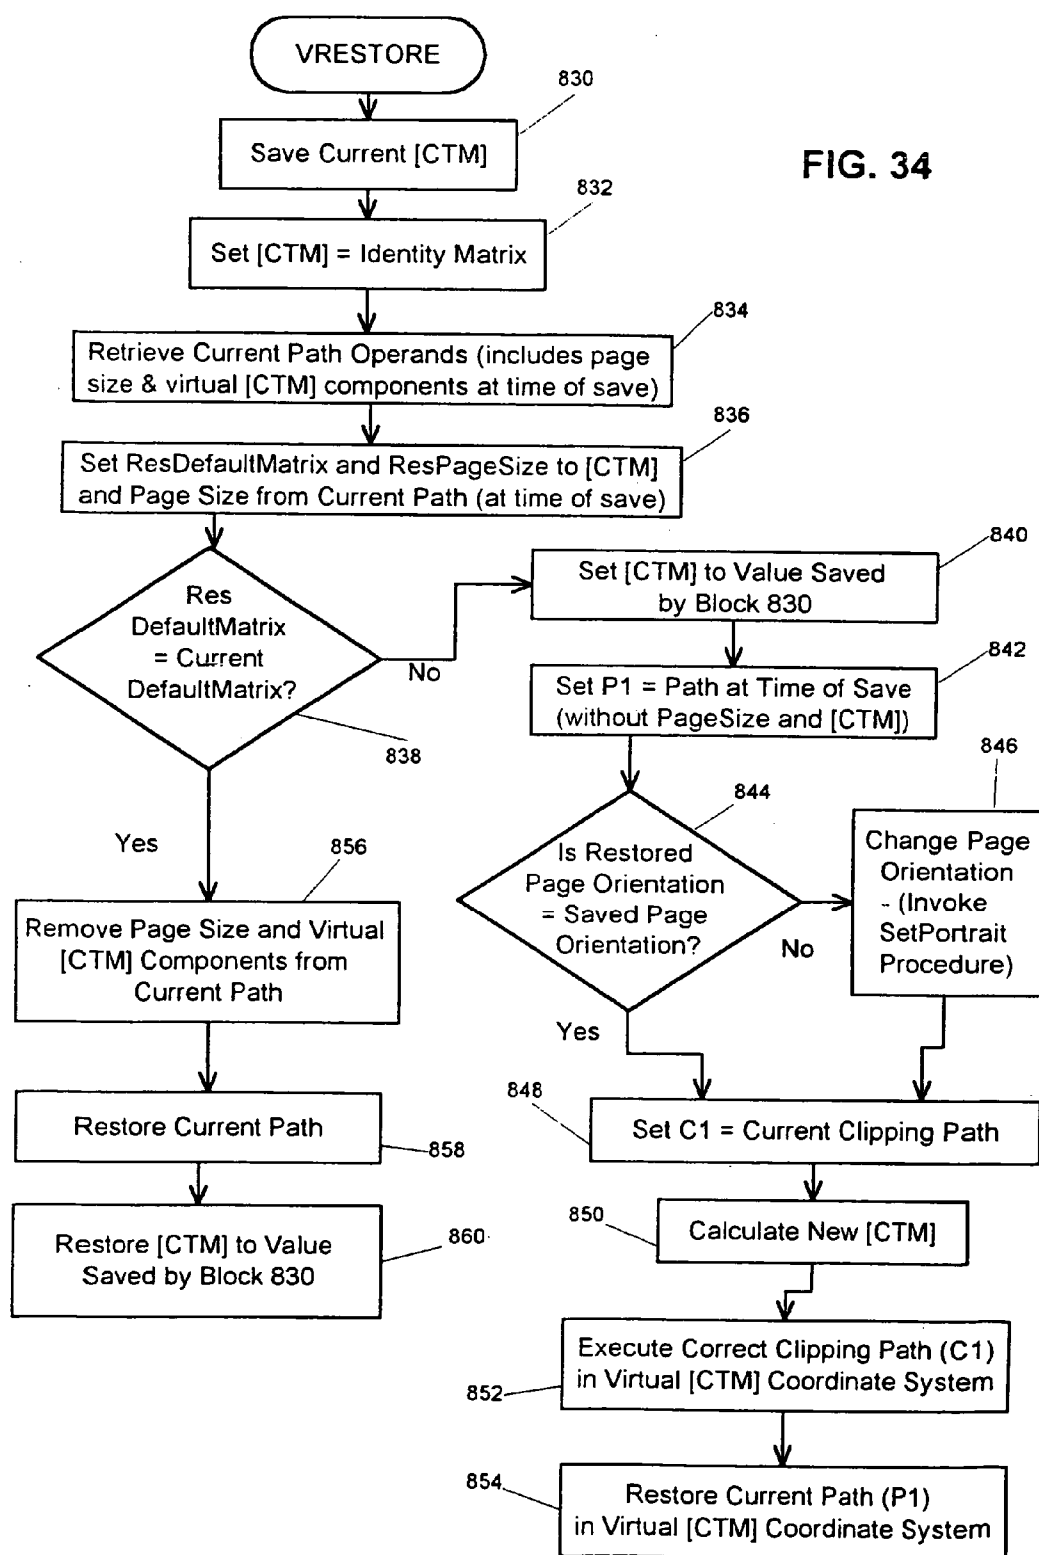 VRESTORE
830
Save Current [CTM]
FIG. 34
832
Set [CTM] = Identity Matrix
834
Retrieve Current Path Operands (includes page
size & virtual [CTM] components at time of save)
836
Set ResDefaultMatrix and ResPageSize to [CTM]
and Page Size from Current Path (at time of save)
Res
DefaultMatrix
= Current
DefaultMatrix?
No
838
Yes
840
Set [CTM] to Value Saved
by Block 830
842
Set P1 = Path at Time of Save
(without PageSize and [CTM])
844
Is Restored
Page Orientation
= Saved Page
Orientation?
No
Yes
846
Change Page
Orientation
- (Invoke
SetPortrait
Procedure)
856
Remove Page Size and Virtual
[CTM] Components from
Current Path
848
Set C1 = Current Clipping Path
Restore Current Path
858
850
Calculate New [CTM]
Restore [CTM] to Value
Saved by Block 830
860
Execute Correct Clipping Path (C1)
in Virtual [CTM] Coordinate System
852
854
Restore Current Path (P1)
in Virtual [CTM] Coordinate System